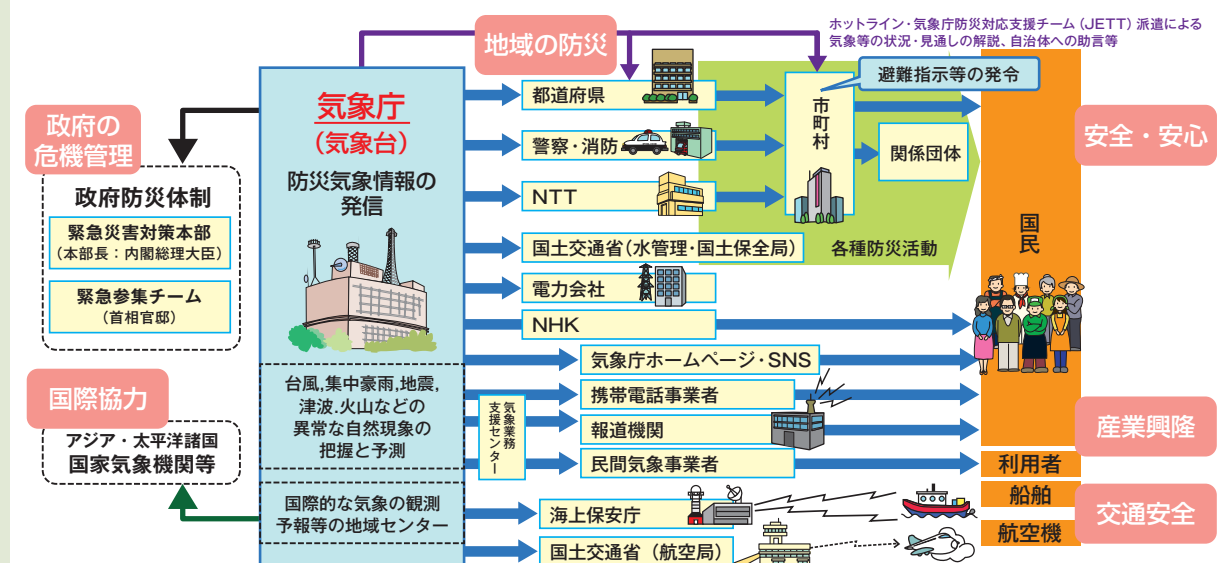 ホットライン・気象庁防災対応支援チーム（JETT）派遣による
気象等の状況・見通しの解説、自治体への助言等
地域の防災
避難指示等の発令
政府の
危機管理
政府防災体制
緊急災害対策本部
（本部長：内閣総理大臣）
緊急参集チーム
（首相官邸）
国際協力
アジア・太平洋諸国
国家気象機関等
気象庁
（気象台）
防災気象情報の
発信
台風,集中豪雨,地震,
津波.火山などの
異常な自然現象の
把握と予測
国際的な気象の観測
予報等の地域センター
都道府県
警察・消防
NTT
国土交通省（水管理・国土保全局）
電力会社
NHK
気象庁ホームページ・SNS
気象業務
支援センター
携帯電話事業者
報道機関
民間気象事業者
海上保安庁
国土交通省（航空局）
市町村
関係団体
各種防災活動
国民
利用者
船舶
航空機
安全・安心
産業興隆
交通安全